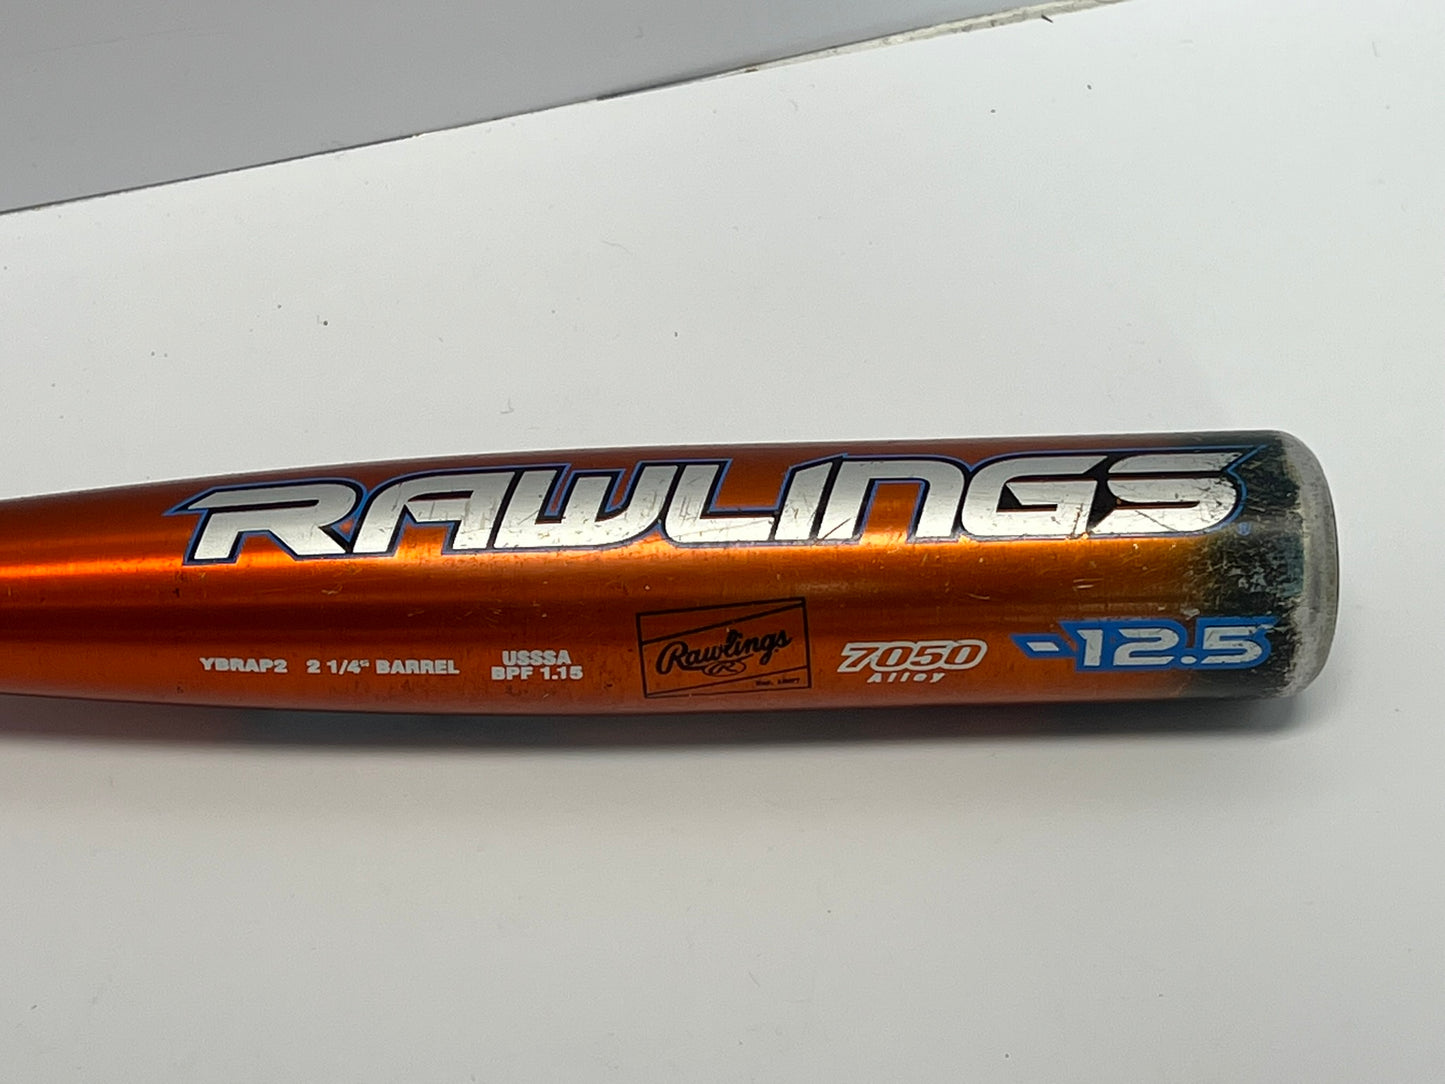 RAWLINGS
YBRAP2 2 1/4" BARREL
USSSA
BPF 1.15
Rawlings
R
7050
Alloy
-12.5